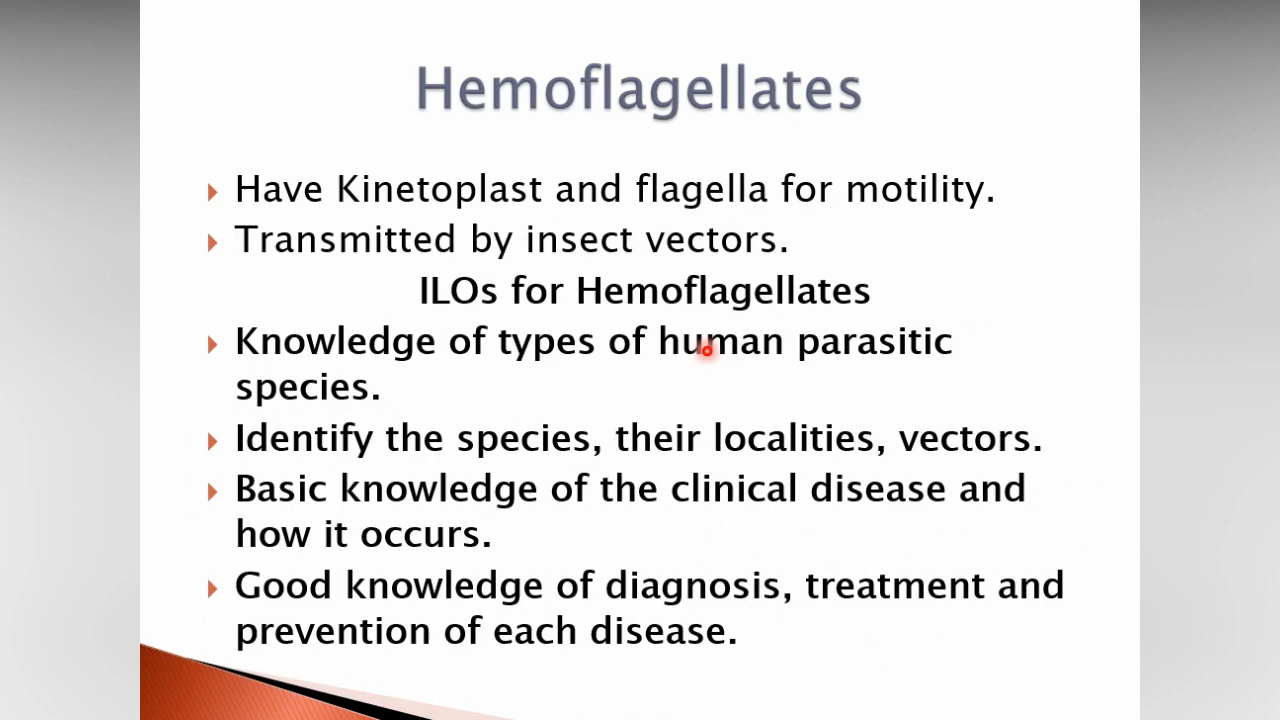 Hemoflagellates
Have Kinetoplast and flagella for motility.
Transmitted by insect vectors.
ILOs for Hemoflagellates
Knowledge of types of human parasitic
species.
Identify the species, their localities, vectors.
Basic knowledge of the clinical disease and
how it occurs.
Good knowledge of diagnosis, treatment and
prevention of each disease.